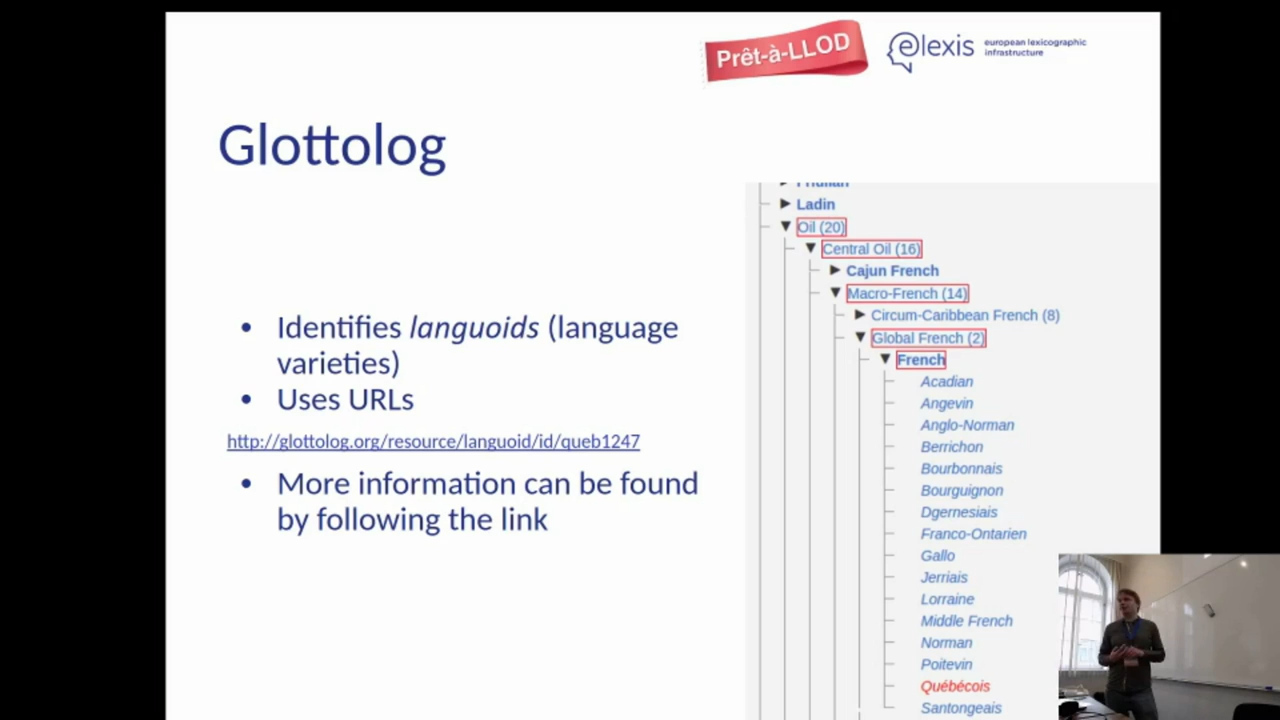 Prêt-à-LLOD
elexis
european lexicographic
infrastructure
Glottolog
• Identifies languoids (language
varieties)
• Uses URLs
http://glottolog.org/resource/languoid/id/queb1247
• More information can be found
by following the link
Friulian
Ladin
Oil (20)
Central Oil (16)
Cajun French
Macro-French (14)
Circum-Caribbean French (8)
Global French (2)
French
Acadian
Angevin
Anglo-Norman
Berrichon
Bourbonnais
Bourguignon
Dgernesiais
Franco-Ontarien
Gallo
Jerriais
Lorraine
Middle French
Norman
Poitevin
Québécois
Santongeais